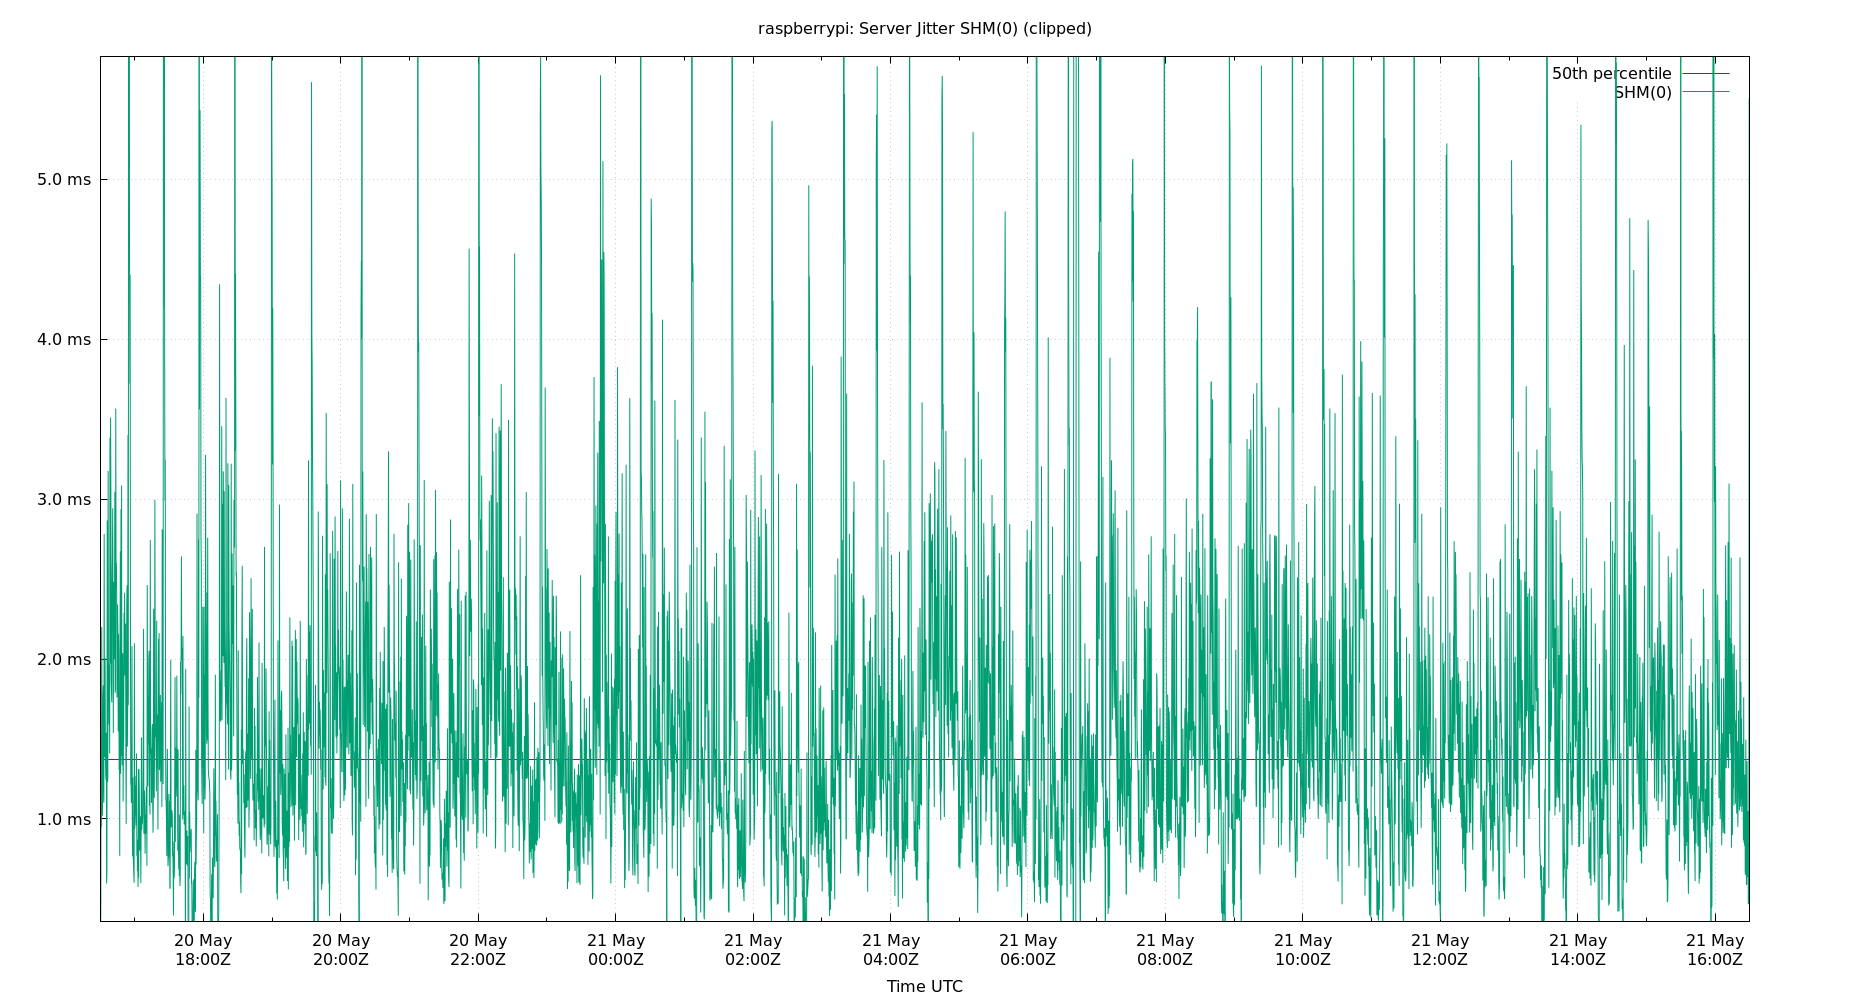 raspberrypi: Server Jitter SHM(0) (clipped)
50th percentile
SHM(0)
5.0 ms
4.0 ms
3.0 ms
2.0 ms
1.0 ms
20 May 20 May 20 May 21 May 21 May 21 May 21 May 21 May 21 May 21 May 21 May 21 May
18:00Z 20:00Z 22:00Z 00:00Z 02:00Z 04:00Z 06:00Z 08:00Z 10:00Z 12:00Z 14:00Z 16:00Z
Time UTC